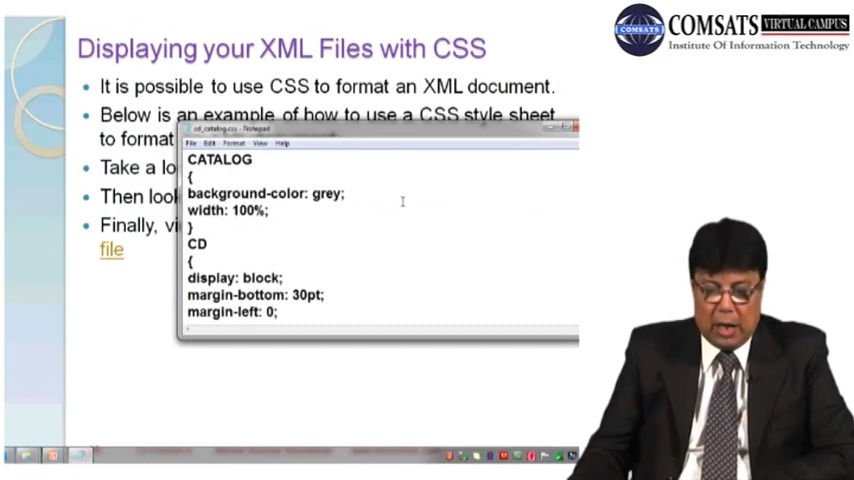 COMSATS VIRTUAL CAMPUS
COMSATS
Institute Of Information Technology
Displaying your XML Files with CSS
It is possible to use CSS to format an XML document.
Below is an example of how to use a CSS style sheet
to format
Take a lo
Then look
Finally, vi
file
cd_catalog.css - Notepad
File Edit Format View Help
CATALOG
{
background-color: grey;
width: 100%;
}
CD
{
display: block;
margin-bottom: 30pt;
margin-left: 0;